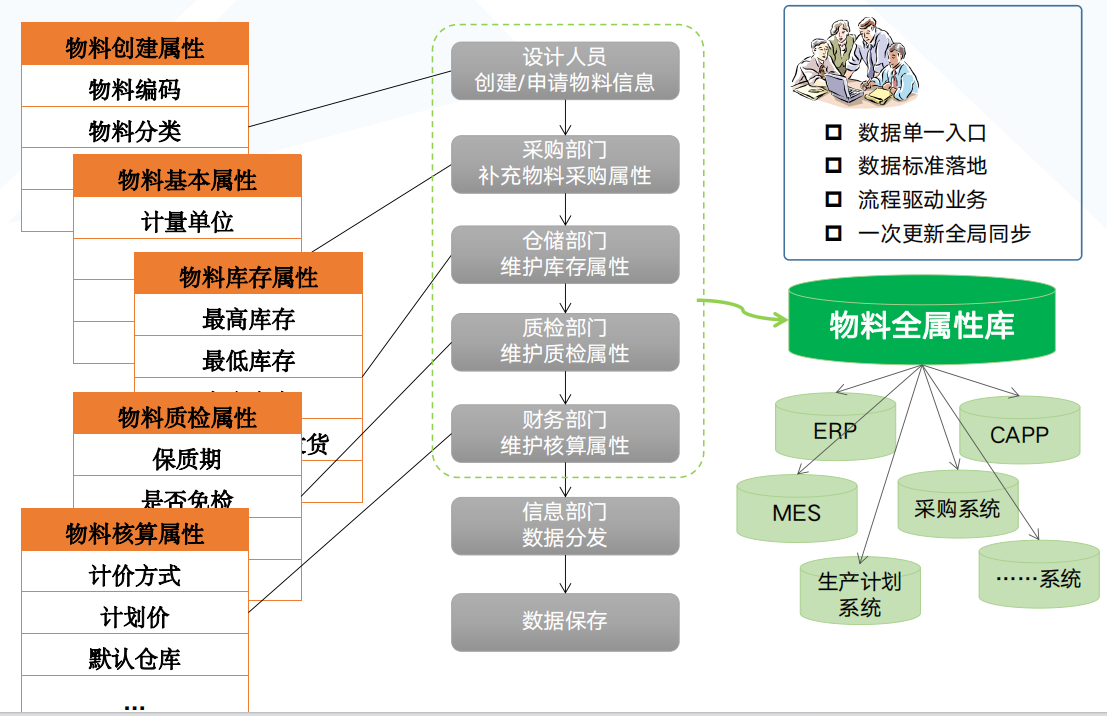 物料创建属性
物料编码
物料分类
物料基本属性
计量单位
物料库存属性
最高库存
最低库存
货
物料质检属性
保质期
是否免检
物料核算属性
计价方式
计划价
默认仓库
...
设计人员
创建/申请物料信息
采购部门
补充物料采购属性
仓储部门
维护库存属性
质检部门
维护质检属性
财务部门
维护核算属性
信息部门
数据分发
数据保存
数据单一入口
数据标准落地
流程驱动业务
一次更新全局同步
物料全属性库
ERP
CAPP
MES
采购系统
生产计划
系统
……系统